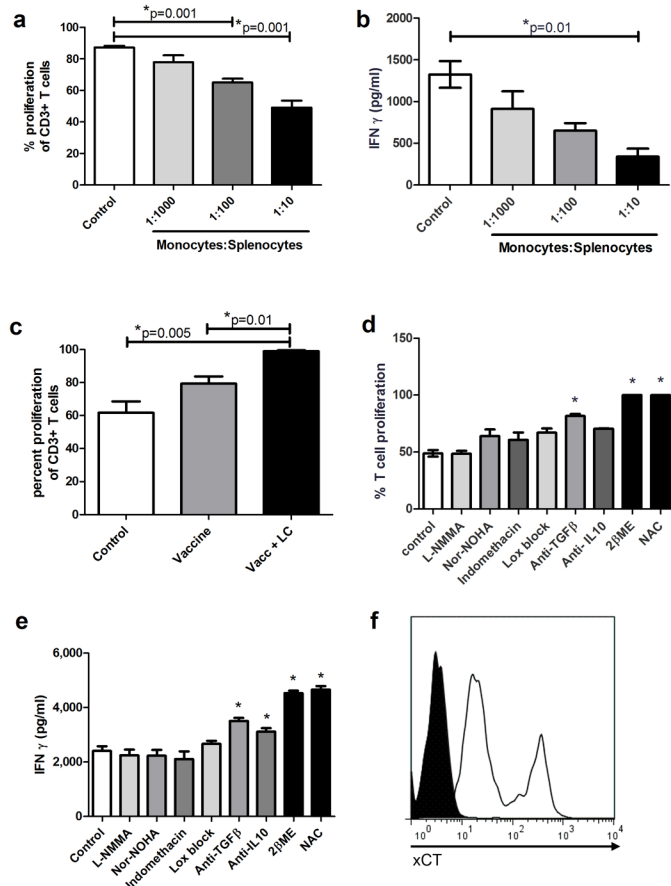 a
*p=0.001
*p=0.001
% proliferation
of CD3+ T cells
100
80
60
40
20
0
Control
1:1000
1:100
1:10
Monocytes:Splenocytes
b
*p=0.01
IFN γ (pg/ml)
1500
1000
500
0
Control
1:1000
1:100
1:10
Monocytes:Splenocytes
c
*p=0.01
*p=0.005
percent proliferation
of CD3+ T cells
100
80
60
40
20
0
Control
Vaccine
Vacc + LC
d
% T cell proliferation
150
100
50
0
* * *
control
L-NMMA
Nor-NOHA
Indomethacin
Lox block
Anti-TGFβ
Anti- IL10
2βME
NAC
e
IFN γ (pg/ml)
6,000
4,000
2,000
0
* * * *
Control
L-NMMA
Nor-NOHA
Indomethacin
Lox block
Anti-TGFβ
Anti-IL10
2βME
NAC
f
10⁰ 10¹ 10² 10³ 10⁴
xCT